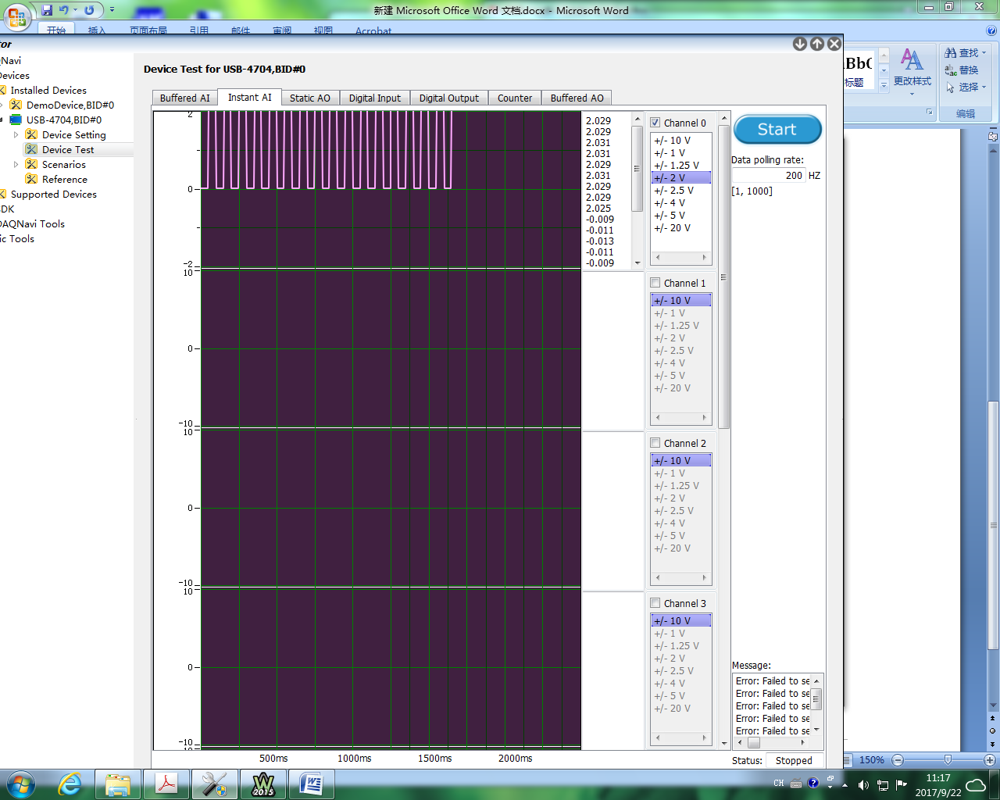 新建 Microsoft Office Word 文档.docx - Microsoft Word
开始 插入 页面布局 引用 邮件 审阅 视图 Acrobat
tor
Device Test for USB-4704,BID#0
QNavi
Devices
Installed Devices
DemoDevice,BID#0
USB-4704,BID#0
Device Setting
Device Test
Scenarios
Reference
Supported Devices
DK
DAQNavi Tools
ic Tools
Buffered AI Instant AI Static AO Digital Input Digital Output Counter Buffered AO
2
0
-2
10
0
-10
10
0
-10
10
0
-10
500ms 1000ms 1500ms 2000ms
2.029
2.029
2.031
2.031
2.029
2.031
2.029
2.029
2.025
-0.009
-0.011
-0.013
-0.011
-0.009
Channel 0
+/- 10 V
+/- 1 V
+/- 1.25 V
+/- 2 V
+/- 2.5 V
+/- 4 V
+/- 5 V
+/- 20 V
Channel 1
+/- 10 V
+/- 1 V
+/- 1.25 V
+/- 2 V
+/- 2.5 V
+/- 4 V
+/- 5 V
+/- 20 V
Channel 2
+/- 10 V
+/- 1 V
+/- 1.25 V
+/- 2 V
+/- 2.5 V
+/- 4 V
+/- 5 V
+/- 20 V
Channel 3
+/- 10 V
+/- 1 V
+/- 1.25 V
+/- 2 V
+/- 2.5 V
+/- 4 V
+/- 5 V
+/- 20 V
Start
Data polling rate:
200 HZ
[1, 1000]
Message:
Error: Failed to se
Error: Failed to se
Error: Failed to se
Error: Failed to se
Error: Failed to se
Status: Stopped
标题
更改样式
查找
替换
选择
编辑
150%
2015
CH
11:17
2017/9/22